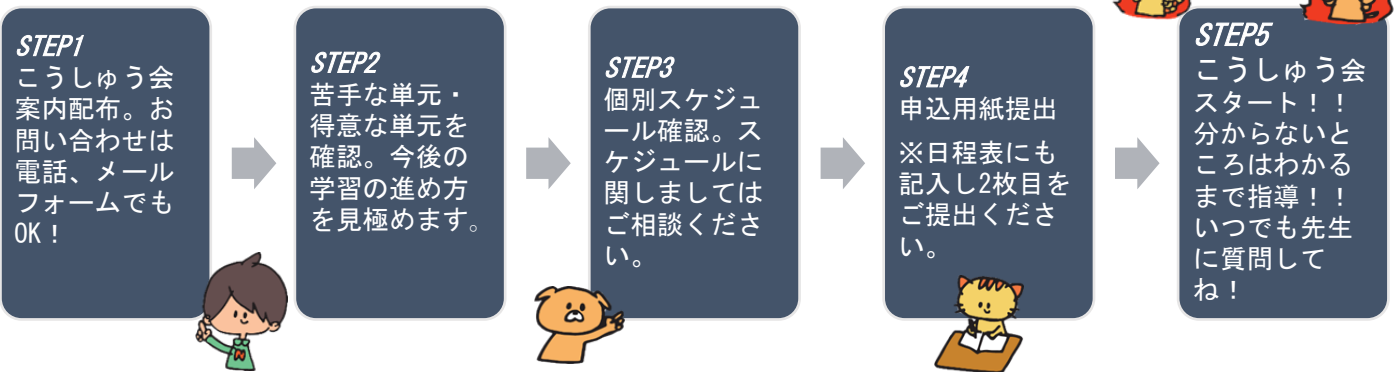 STEP1
こうしゅう会
案内配布。お
問い合わせは
電話、メール
フォームでも
OK！
STEP2
苦手な単元・
得意な単元を
確認。今後の
学習の進め方
を見極めます。
STEP3
個別スケジュ
ール確認。ス
ケジュールに
関しましては
ご相談くださ
い。
STEP4
申込用紙提出
※日程表にも
記入し2枚目を
ご提出くださ
い。
STEP5
こうしゅう会
スタート！！
分からないと
ころはわかる
まで指導！！
いつでも先生
に質問して
ね！